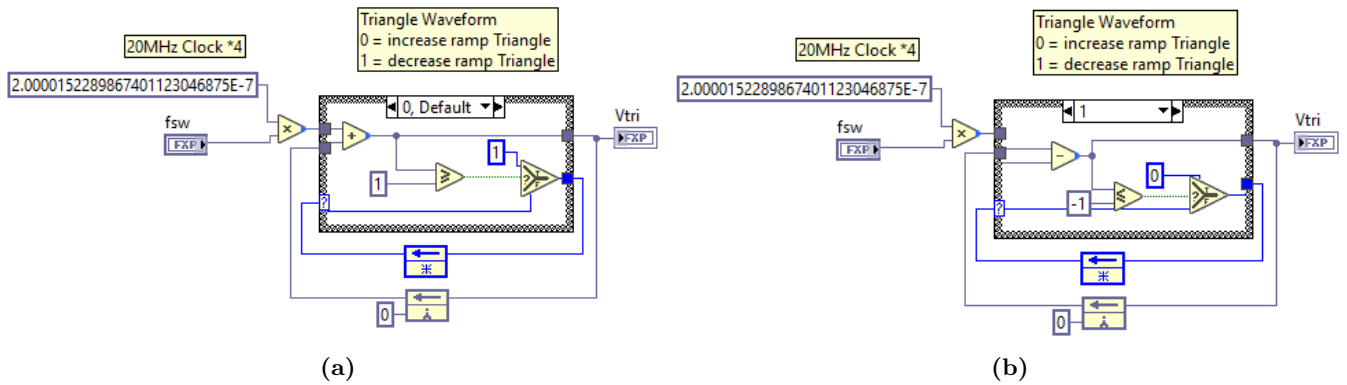 Triangle Waveform
0 = increase ramp Triangle
1 = decrease ramp Triangle
20MHz Clock *4
2.00001522898674011230046875E-7
0, Default
fsw
FXP
x
+
1
1
≥
?
T
F
?
Vtri
FXP
0
(a)
Triangle Waveform
0 = increase ramp Triangle
1 = decrease ramp Triangle
20MHz Clock *4
2.0000152289867401123046875E-7
1
fsw
FXP
x
-
0
-1
≤
?
T
F
?
Vtri
FXP
0
(b)